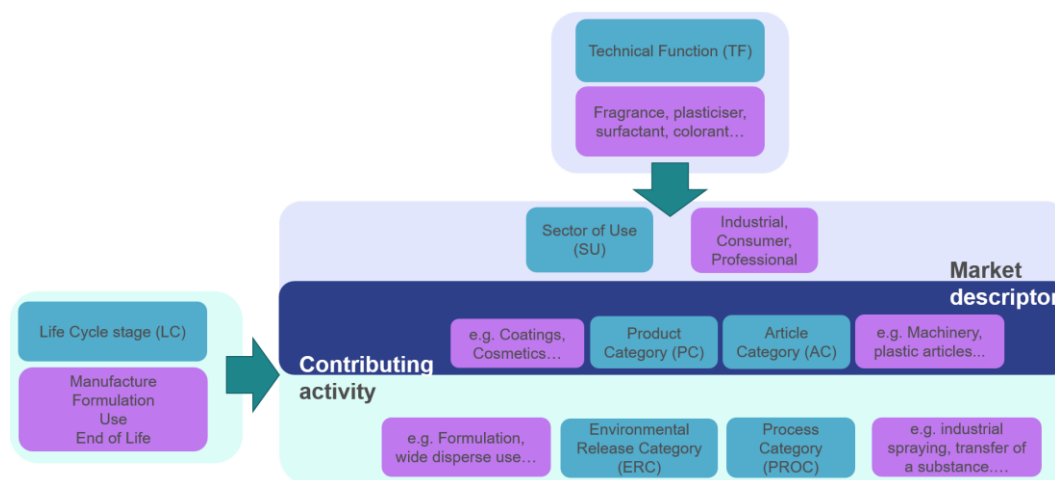 Technical Function (TF)
Fragrance, plasticiser,
surfactant, colorant…
Sector of Use
(SU)
Industrial,
Consumer,
Professional
Market
descriptor
Life Cycle stage (LC)
Manufacture
Formulation
Use
End of Life
e.g. Coatings,
Cosmetics…
Product
Category (PC)
Article
Category (AC)
e.g. Machinery,
plastic articles...
Contributing
activity
e.g. Formulation,
wide disperse use…
Environmental
Release Category
(ERC)
Process
Category
(PROC)
e.g. industrial
spraying, transfer of
a substance….